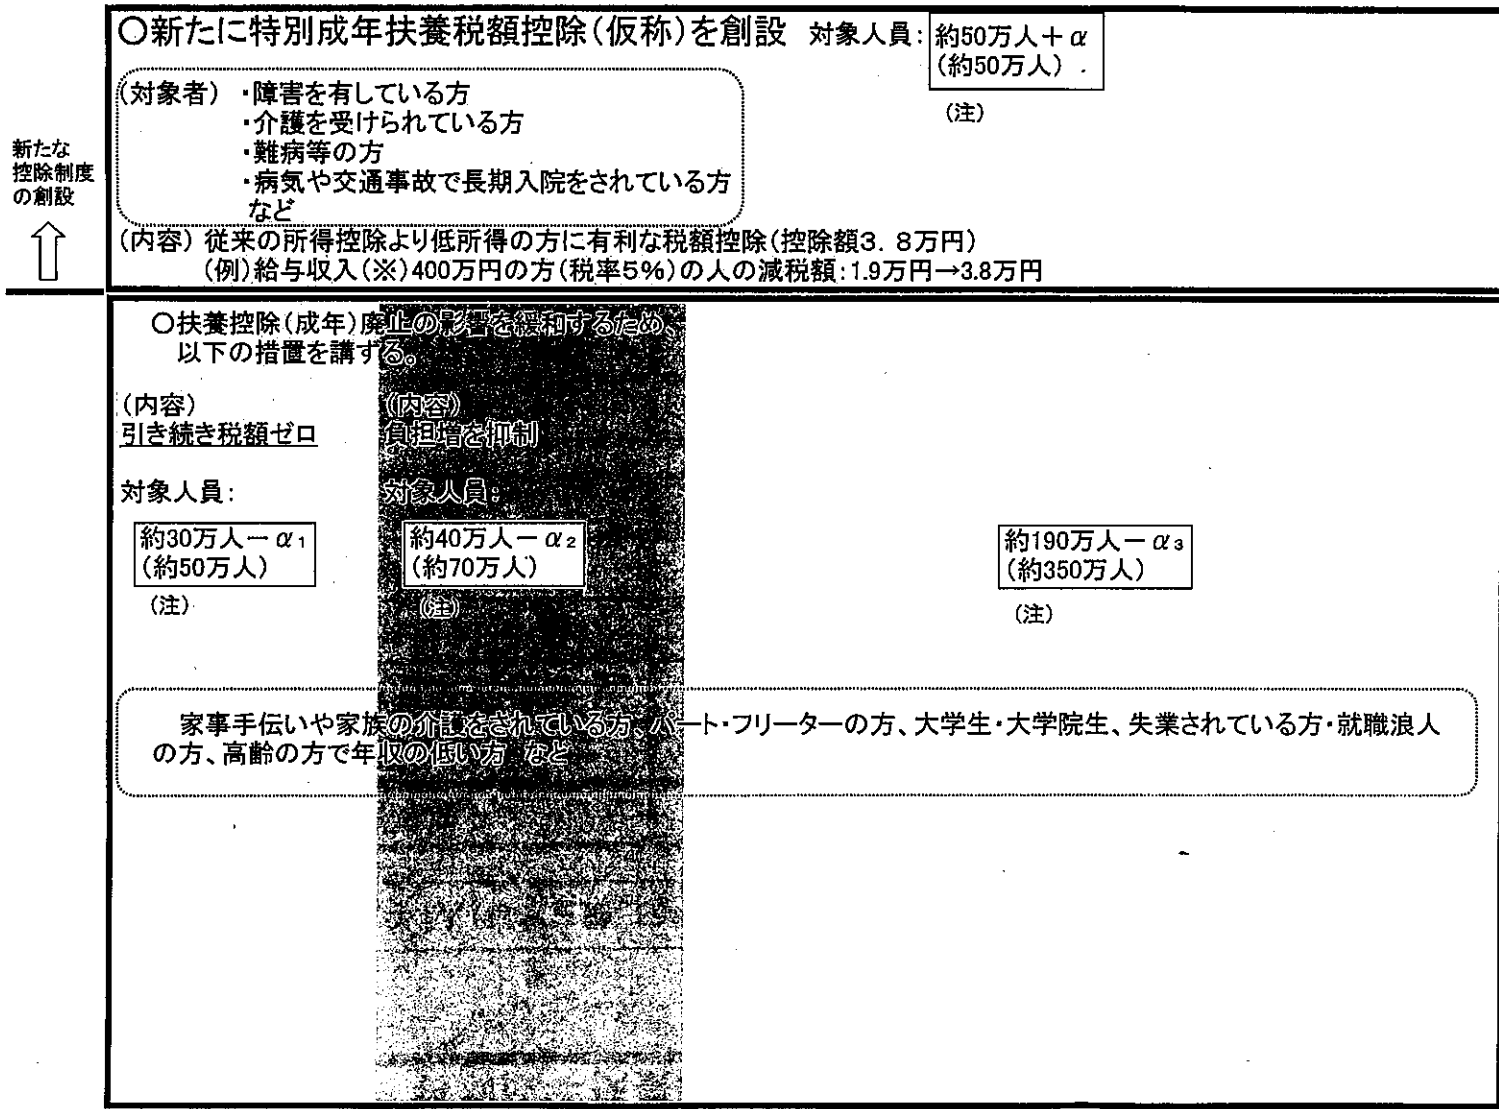 ○新たに特別成年扶養税額控除(仮称)を創設 対象人員:
約50万人+α
(約50万人)
(注)
(対象者) ・障害を有している方
・介護を受けられている方
・難病等の方
・病気や交通事故で長期入院をされている方
など
(内容) 従来の所得控除より低所得の方に有利な税額控除(控除額3.8万円)
(例)給与収入(※)400万円の方(税率5%)の人の減税額:1.9万円→3.8万円
新たな
控除制度
の創設
○扶養控除(成年)廃止の影響を緩和するため、
以下の措置を講ずる。
(内容)
引き続き税額ゼロ
対象人員:
約30万人-α1
(約50万人)
(注)
(内容)
負担増を抑制
対象人員:
約40万人-α2
(約70万人)
(注)
約190万人-α3
(約350万人)
(注)
家事手伝いや家族の介護をされている方、パート・フリーターの方、大学生・大学院生、失業されている方・就職浪人
の方、高齢の方で年収の低い方 など